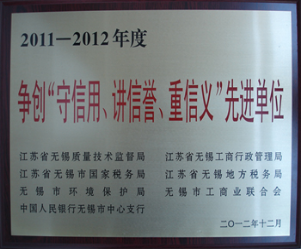 2011—2012年度
争创“守信用、讲信誉、重信义”先进单位
江苏省无锡质量技术监督局 江苏省无锡工商行政管理局
江苏省无锡市国家税务局 江苏省无锡地方税务局
无锡市环境保护局 无锡市工商业联合会
中国人民银行无锡市中心支行
二〇一二年十二月